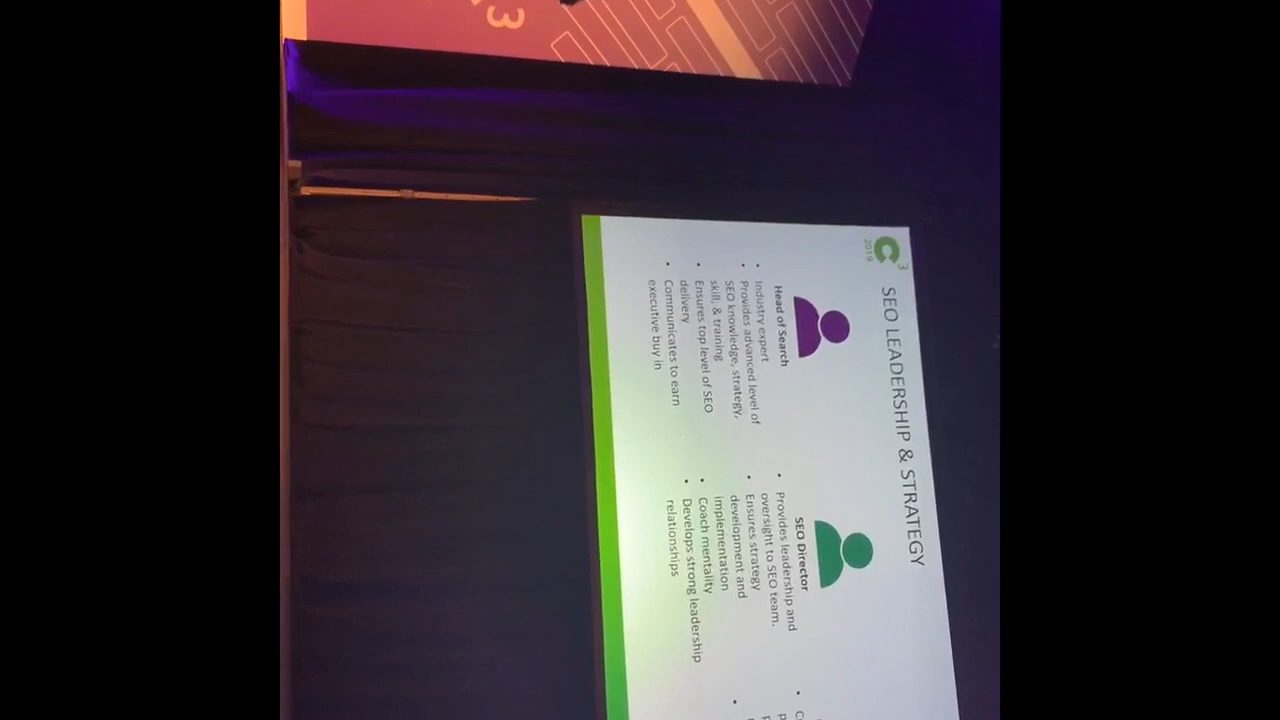 3
C3
2019
SEO LEADERSHIP & STRATEGY
Head of Search
• Industry expert
• Provides advanced level of
SEO knowledge, strategy,
skill, & training
• Ensures top level of SEO
delivery
• Communicates to earn
executive buy in
SEO Director
• Provides leadership and
oversight to SEO team.
• Ensures strategy
development and
implementation
• Coach mentality
• Develops strong leadership
relationships